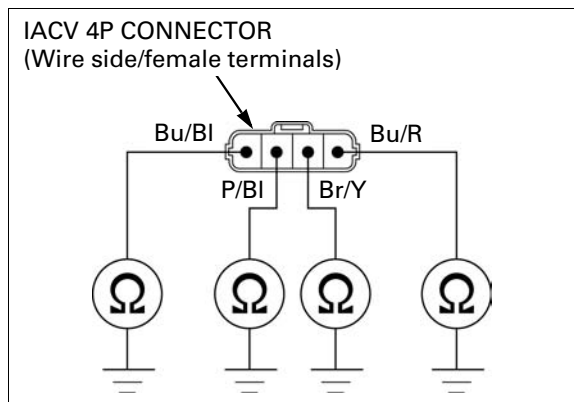 IACV 4P CONNECTOR
(Wire side/female terminals)
Bu/Bl
Bu/R
P/Bl
Br/Y
Ω
Ω
Ω
Ω